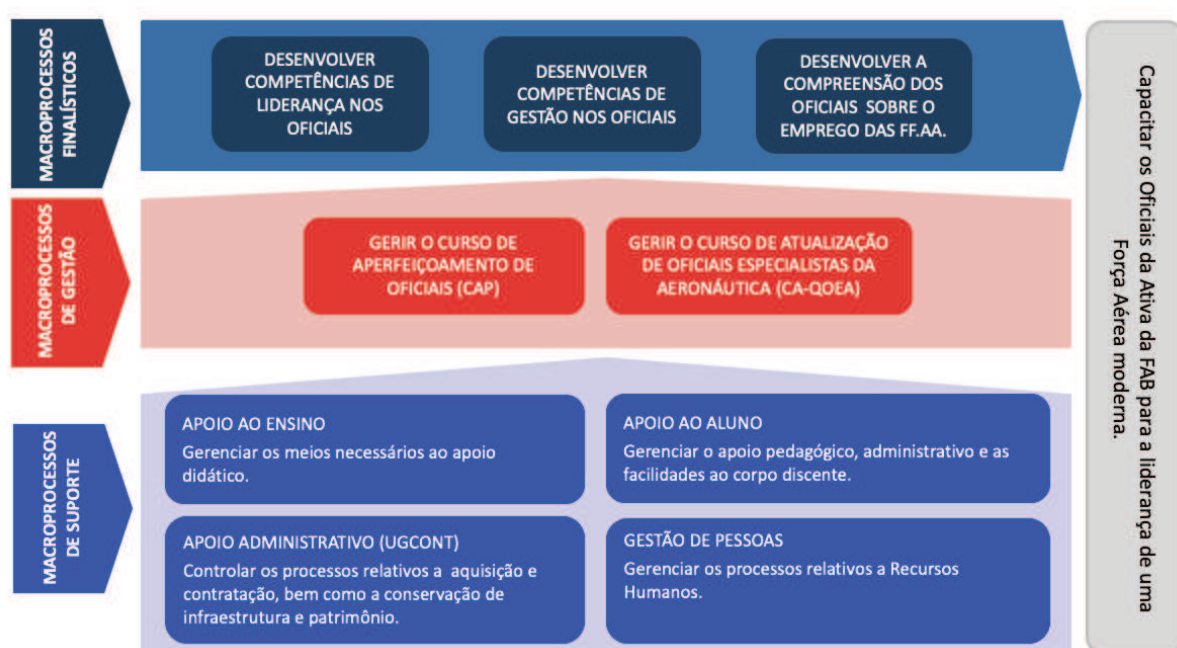 MACROPROCESSOS
FINALÍSTICOS
DESENVOLVER
COMPETÊNCIAS DE
LIDERANÇA NOS
OFICIAIS
DESENVOLVER
COMPETÊNCIAS DE
GESTÃO NOS OFICIAIS
DESENVOLVER A
COMPREENSÃO DOS
OFICIAIS SOBRE O
EMPREGO DAS FF.AA.
MACROPROCESSOS
DE GESTÃO
GERIR O CURSO DE
APERFEIÇOAMENTO DE
OFICIAIS (CAP)
GERIR O CURSO DE ATUALIZAÇÃO
DE OFICIAIS ESPECIALISTAS DA
AERONÁUTICA (CA-QOEA)
MACROPROCESSOS
DE SUPORTE
APOIO AO ENSINO
Gerenciar os meios necessários ao apoio
didático.
APOIO AO ALUNO
Gerenciar o apoio pedagógico, administrativo e as
facilidades ao corpo discente.
APOIO ADMINISTRATIVO (UGCONT)
Controlar os processos relativos a aquisição e
contratação, bem como a conservação de
infraestrutura e patrimônio.
GESTÃO DE PESSOAS
Gerenciar os processos relativos a Recursos
Humanos.
Capacitar os Oficiais da Ativa da FAB para a liderança de uma
Força Aérea moderna.